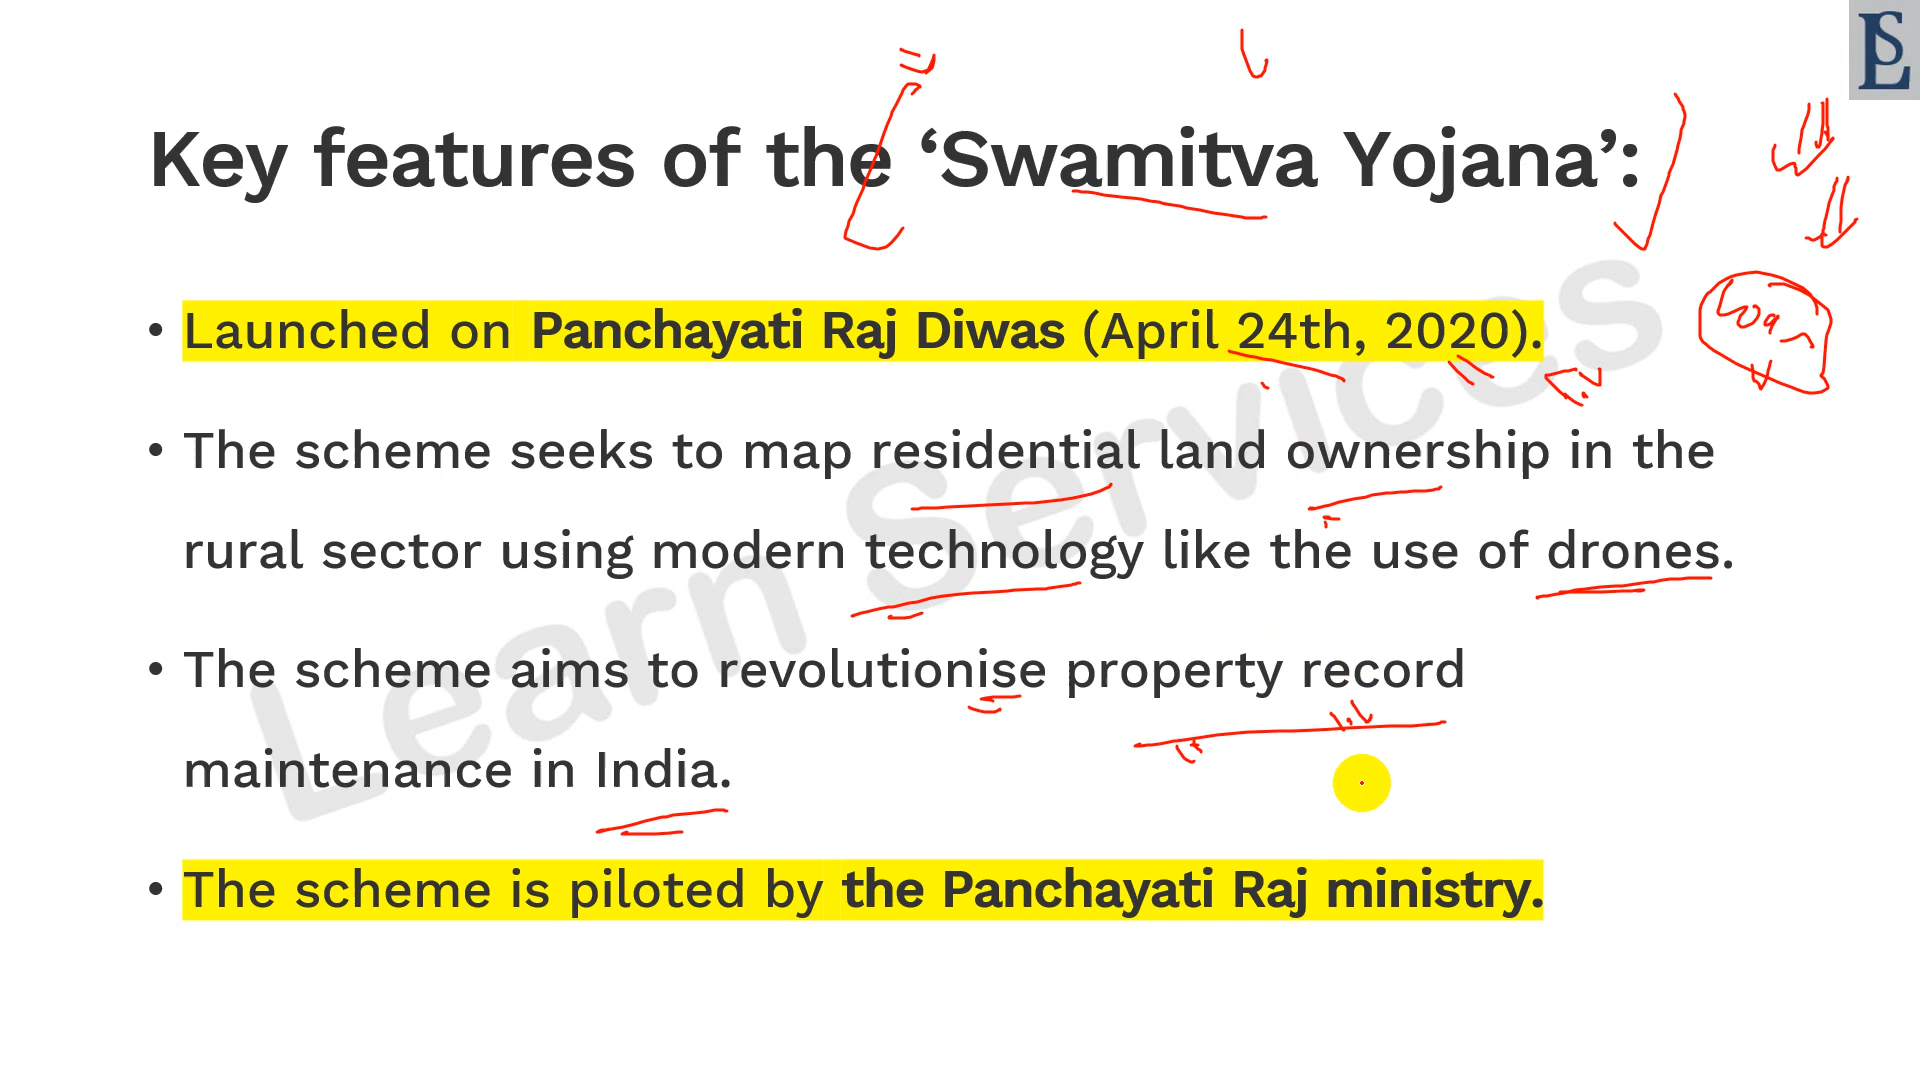 Key features of the ‘Swamitva Yojana’:
• Launched on Panchayati Raj Diwas (April 24th, 2020).
Loan
• The scheme seeks to map residential land ownership in the
rural sector using modern technology like the use of drones.
• The scheme aims to revolutionise property record
maintenance in India.
• The scheme is piloted by the Panchayati Raj ministry.
Learn Services
LS